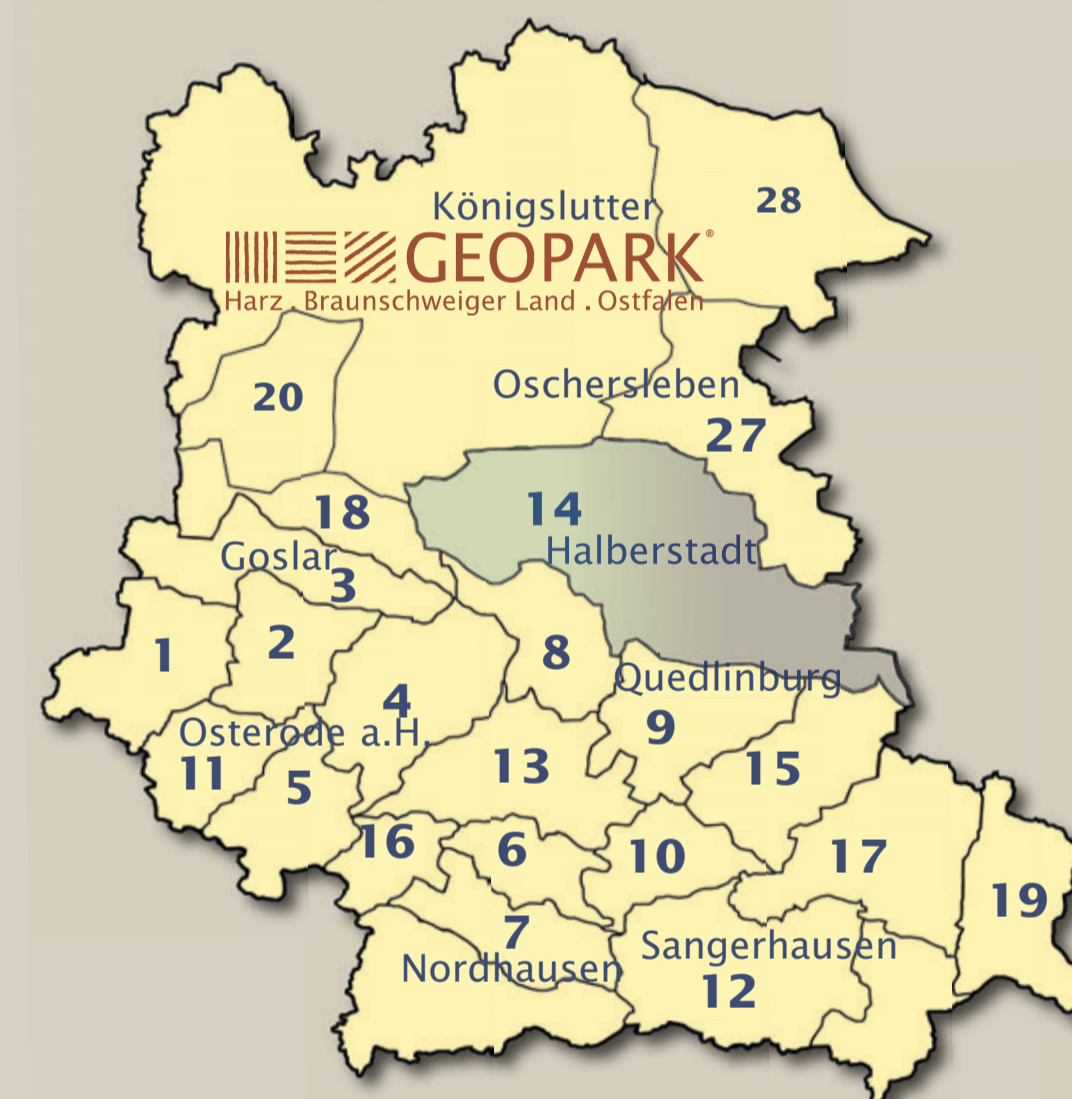 28
Königslutter
GEOPARK®
Harz . Braunschweiger Land . Ostfalen
20
Oschersleben
27
18
14
Halberstadt
Goslar
3
1
2
8
Quedlinburg
4
9
Osterode a.H.
11
5
13
15
16
6
10
17
19
7
Sangerhausen
Nordhausen
12